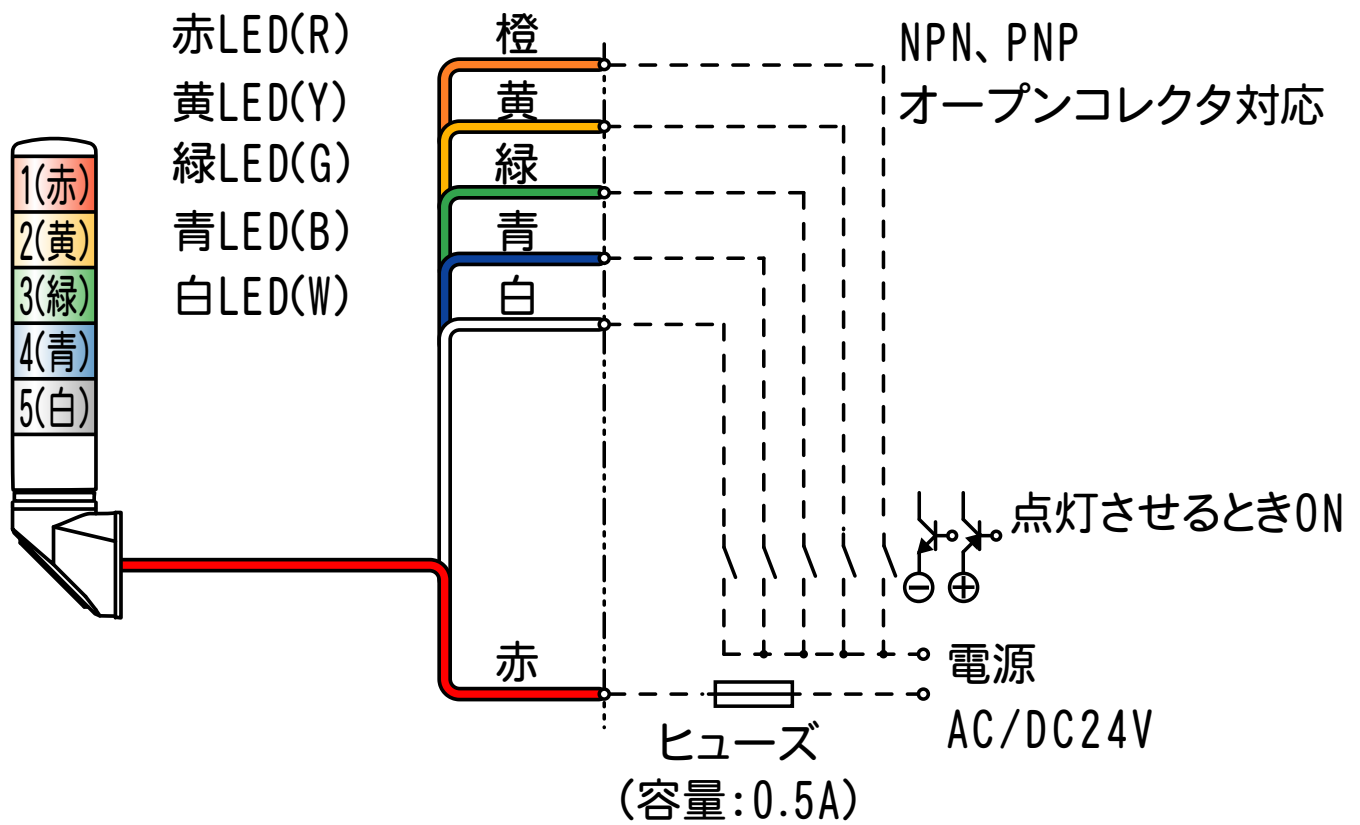 赤LED(R)
黄LED(Y)
緑LED(G)
青LED(B)
白LED(W)
橙
黄
緑
青
白
赤
NPN、PNP
オープンコレクタ対応
1(赤)
2(黄)
3(緑)
4(青)
5(白)
点灯させるときON
電源
AC/DC24V
ヒューズ
(容量:0.5A)